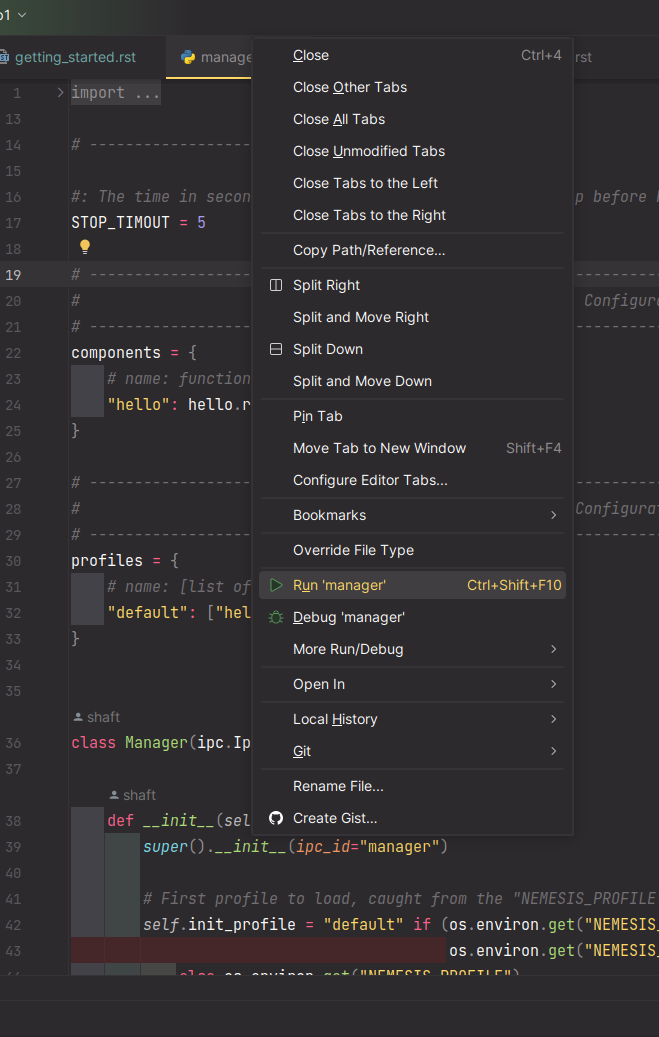 p1
getting_started.rst
manage
rst
1 import ...
13
14 # ------------------
15
16 #: The time in secon p before
17 STOP_TIMOUT = 5
18
19 # ------------------
20 # Configur
21 # ------------------
22 components = {
23 # name: function
24 "hello": hello.r
25 }
26
27 # ------------------
28 # Configurat
29 # ------------------
30 profiles = {
31 # name: [list of
32 "default": ["hel
33 }
34
35
shaft
36 class Manager(ipc.Ip
37
shaft
38 def __init__(sel
39 super().__init__(ipc_id="manager")
40
41 # First profile to load, caught from the "NEMESIS_PROFILE
42 self.init_profile = "default" if (os.environ.get("NEMESIS_
43 os.environ.get("NEMESIS_
44 else os.environ.get("NEMESIS_PROFILE")
Close Ctrl+4
Close Other Tabs
Close All Tabs
Close Unmodified Tabs
Close Tabs to the Left
Close Tabs to the Right
Copy Path/Reference...
Split Right
Split and Move Right
Split Down
Split and Move Down
Pin Tab
Move Tab to New Window Shift+F4
Configure Editor Tabs...
Bookmarks
Override File Type
Run 'manager' Ctrl+Shift+F10
Debug 'manager'
More Run/Debug
Open In
Local History
Git
Rename File...
Create Gist...